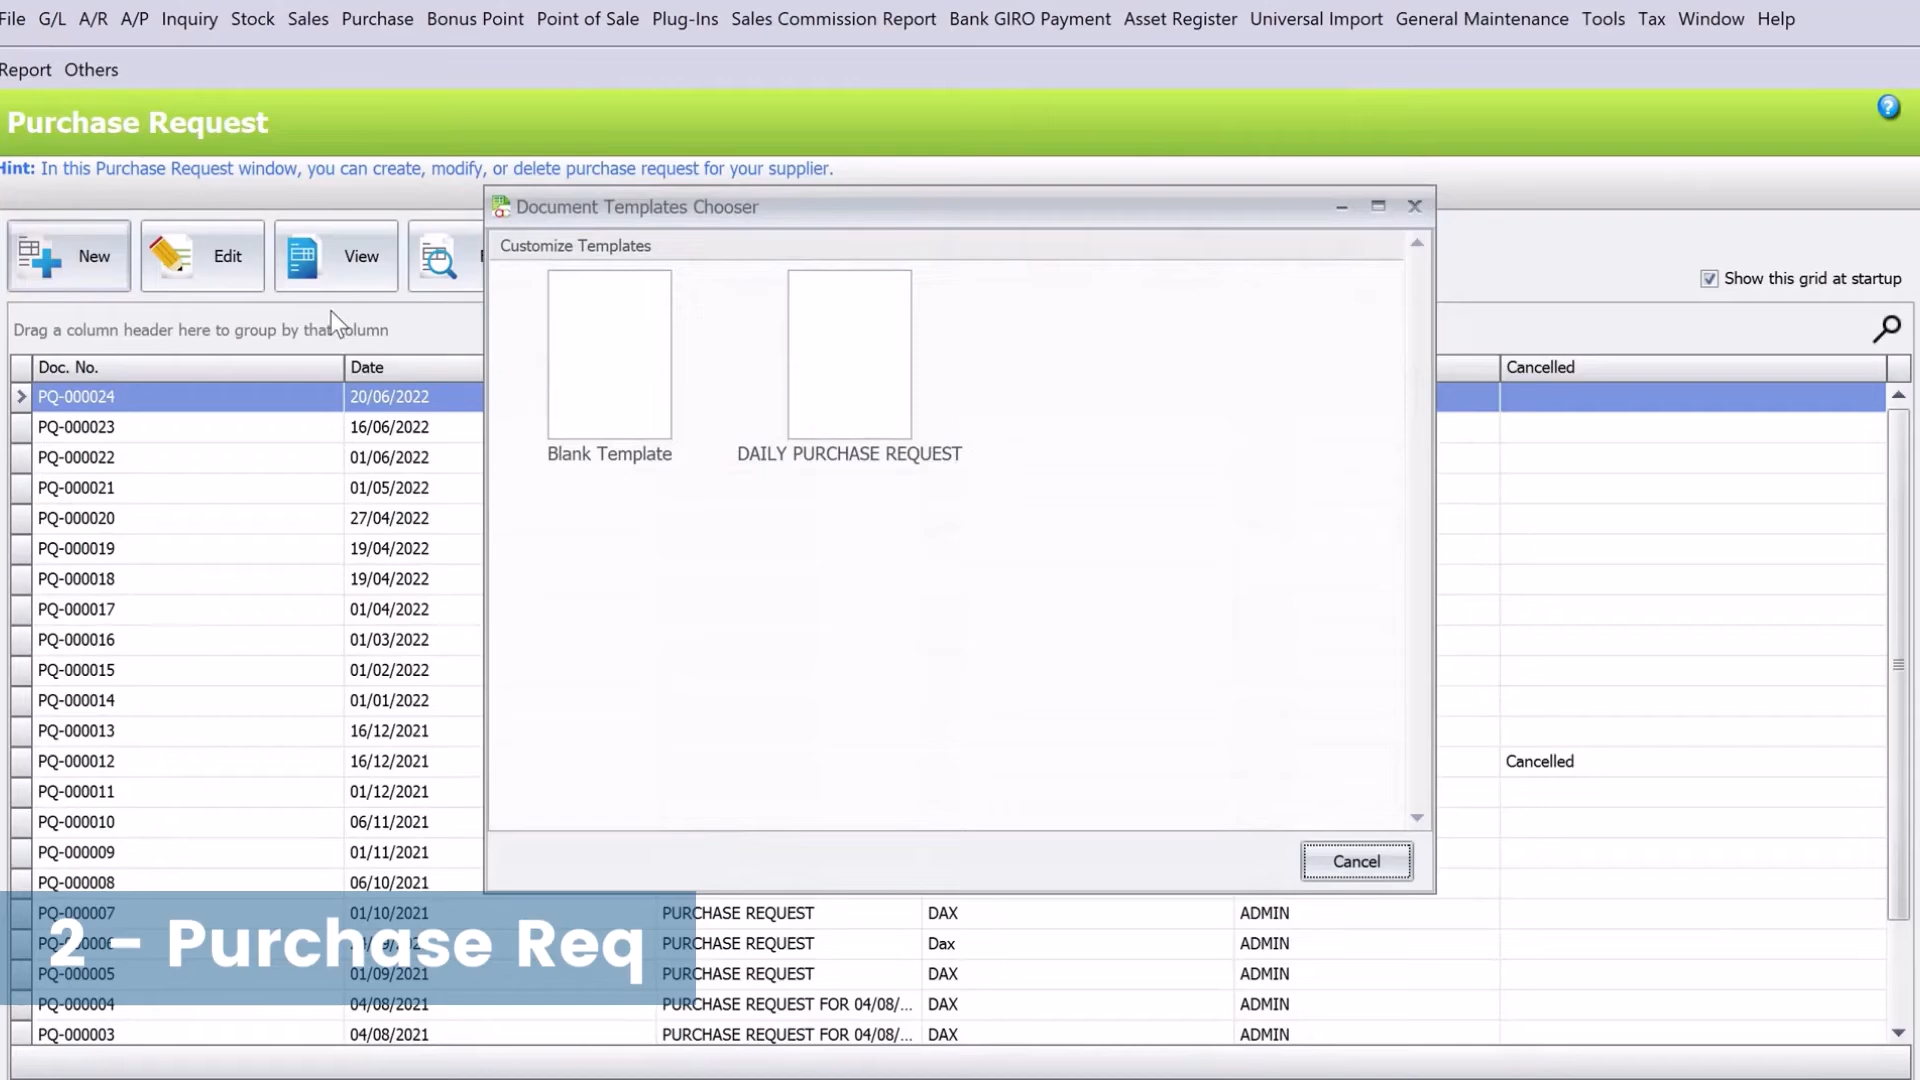 File G/L A/R A/P Inquiry Stock Sales Purchase Bonus Point Point of Sale Plug-Ins Sales Commission Report Bank GIRO Payment Asset Register Universal Import General Maintenance Tools Tax Window Help
Report Others
Purchase Request
Hint: In this Purchase Request window, you can create, modify, or delete purchase request for your supplier.
Document Templates Chooser
Customize Templates
New Edit View
Show this grid at startup
Drag a column header here to group by that column
Blank Template DAILY PURCHASE REQUEST
Cancel
Doc. No. Date Cancelled
PQ-000024 20/06/2022
PQ-000023 16/06/2022
PQ-000022 01/06/2022
PQ-000021 01/05/2022
PQ-000020 27/04/2022
PQ-000019 19/04/2022
PQ-000018 19/04/2022
PQ-000017 01/04/2022
PQ-000016 01/03/2022
PQ-000015 01/02/2022
PQ-000014 01/01/2022
PQ-000013 16/12/2021
PQ-000012 16/12/2021 Cancelled
PQ-000011 01/12/2021
PQ-000010 06/11/2021
PQ-000009 01/11/2021
PQ-000008 06/10/2021
PQ-000007 01/10/2021 PURCHASE REQUEST DAX ADMIN
PQ-000006 PURCHASE REQUEST Dax ADMIN
PQ-000005 01/09/2021 PURCHASE REQUEST DAX ADMIN
PQ-000004 04/08/2021 PURCHASE REQUEST FOR 04/08/... DAX ADMIN
PQ-000003 04/08/2021 PURCHASE REQUEST FOR 04/08/... DAX ADMIN
2 - Purchase Req